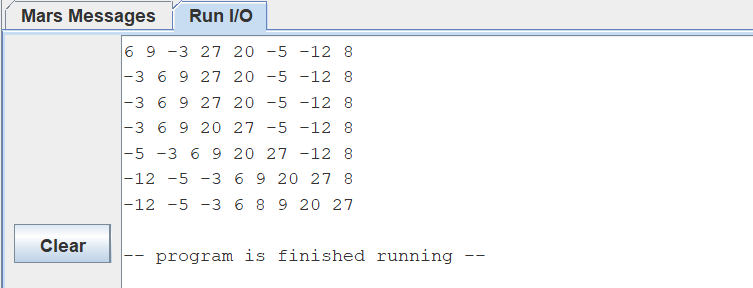 Mars Messages Run I/O
6 9 -3 27 20 -5 -12 8
-3 6 9 27 20 -5 -12 8
-3 6 9 27 20 -5 -12 8
-3 6 9 20 27 -5 -12 8
-5 -3 6 9 20 27 -12 8
-12 -5 -3 6 9 20 27 8
-12 -5 -3 6 8 9 20 27
Clear
-- program is finished running --